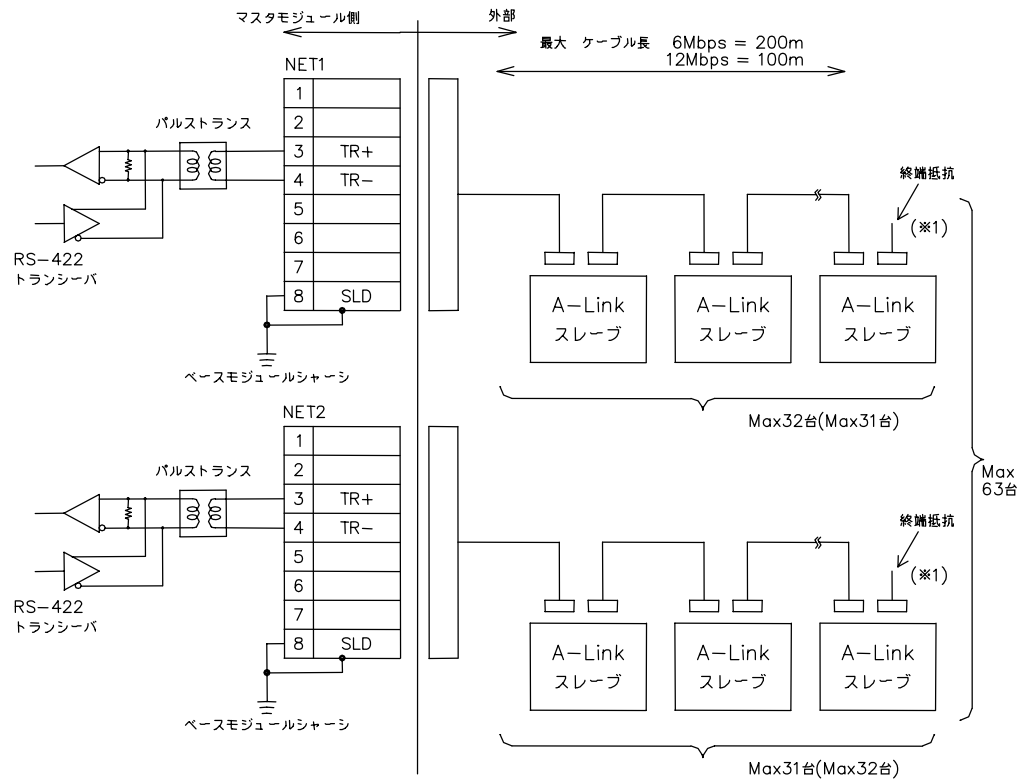 マスタモジュール側
外部
最大 ケーブル長 6Mbps = 200m
12Mbps = 100m
NET1
1
2
パルストランス
3 TR+
4 TR−
5
6
7
8 SLD
RS−422
トランシーバ
ベースモジュールシャーシ
終端抵抗
(※1)
A−Link
スレーブ
A−Link
スレーブ
A−Link
スレーブ
Max32台(Max31台)
NET2
1
2
パルストランス
3 TR+
4 TR−
5
6
7
8 SLD
RS−422
トランシーバ
ベースモジュールシャーシ
終端抵抗
(※1)
A−Link
スレーブ
A−Link
スレーブ
A−Link
スレーブ
Max31台(Max32台)
Max
63台